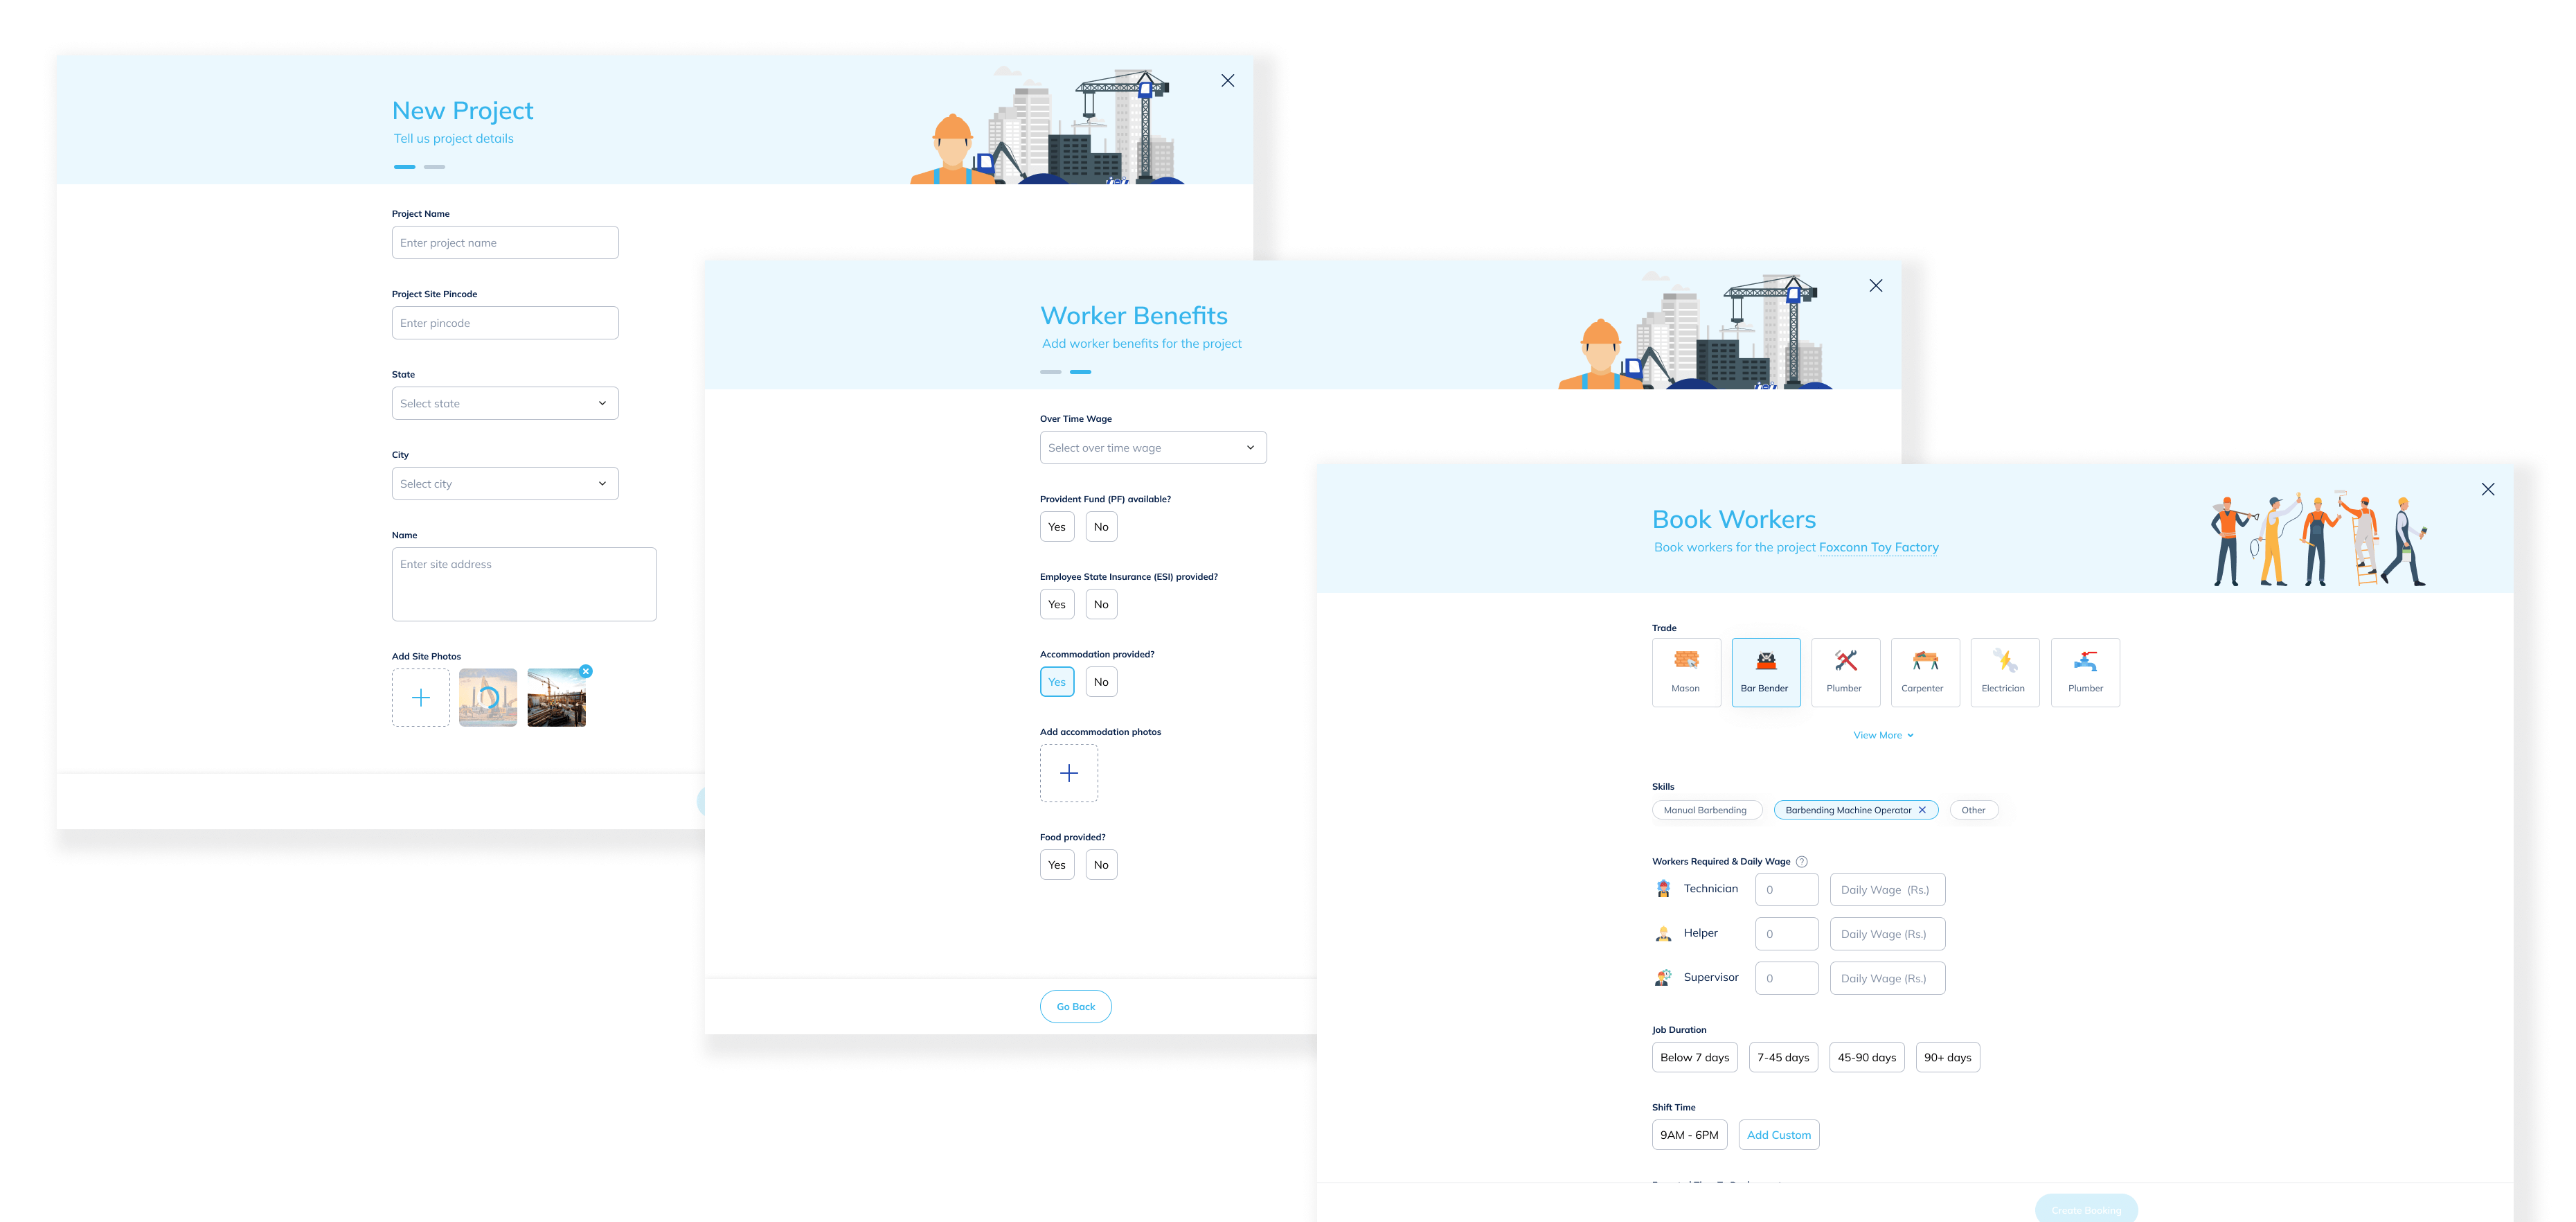 New Project
Tell us project details
Project Name
Enter project name
Project Site Pincode
Enter pincode
State
Select state
City
Select city
Name
Enter site address
Add Site Photos
Worker Benefits
Add worker benefits for the project
Over Time Wage
Select over time wage
Provident Fund (PF) available?
Yes No
Employee State Insurance (ESI) provided?
Yes No
Accommodation provided?
Yes No
Add accommodation photos
Food provided?
Yes No
Go Back
Book Workers
Book workers for the project Foxconn Toy Factory
Trade
Mason Bar Bender Plumber Carpenter Electrician Plumber
View More
Skills
Manual Barbending Barbending Machine Operator Other
Workers Required & Daily Wage ?
Technician 0 Daily Wage (Rs.)
Helper 0 Daily Wage (Rs.)
Supervisor 0 Daily Wage (Rs.)
Job Duration
Below 7 days 7-45 days 45-90 days 90+ days
Shift Time
9AM - 6PM Add Custom
Create Booking